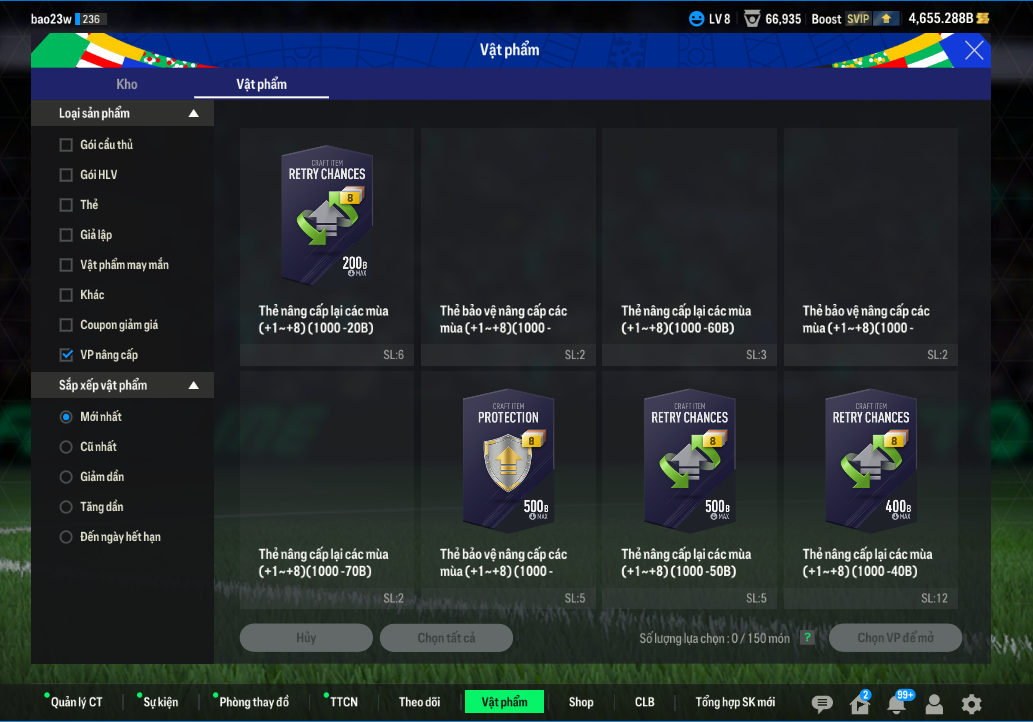 bao23w 236
LV 8 66,935 Boost SVIP 4,655.288B
Vật phẩm
Kho
Vật phẩm
Loại sản phẩm
Gói cầu thủ
Gói HLV
Thẻ
Giả lập
Vật phẩm may mắn
Khác
Coupon giảm giá
VP nâng cấp
Sắp xếp vật phẩm
Mới nhất
Cũ nhất
Giảm dần
Tăng dần
Đến ngày hết hạn
CRAFT ITEM
RETRY CHANCES
8
200B
MAX
Thẻ nâng cấp lại các mùa
(+1~+8) (1000 -20B)
SL:6
Thẻ bảo vệ nâng cấp các
mùa (+1~+8)(1000 -
SL:2
Thẻ nâng cấp lại các mùa
(+1~+8)(1000 -60B)
SL:3
Thẻ bảo vệ nâng cấp các
mùa (+1~+8)(1000 -
SL:2
Thẻ nâng cấp lại các mùa
(+1~+8)(1000 -70B)
SL:2
CRAFT ITEM
PROTECTION
8
500B
MAX
Thẻ bảo vệ nâng cấp các
mùa (+1~+8) (1000 -
SL:5
CRAFT ITEM
RETRY CHANCES
8
500B
MAX
Thẻ nâng cấp lại các mùa
(+1~+8)(1000 -50B)
SL:5
CRAFT ITEM
RETRY CHANCES
8
400B
MAX
Thẻ nâng cấp lại các mùa
(+1~+8)(1000 -40B)
SL:12
Hủy
Chọn tất cả
Số lượng lựa chọn : 0 / 150 món ?
Chọn VP để mở
Quản lý CT
Sự kiện
Phòng thay đồ
TTCN
Theo dõi
Vật phẩm
Shop
CLB
Tổng hợp SK mới
2
99+